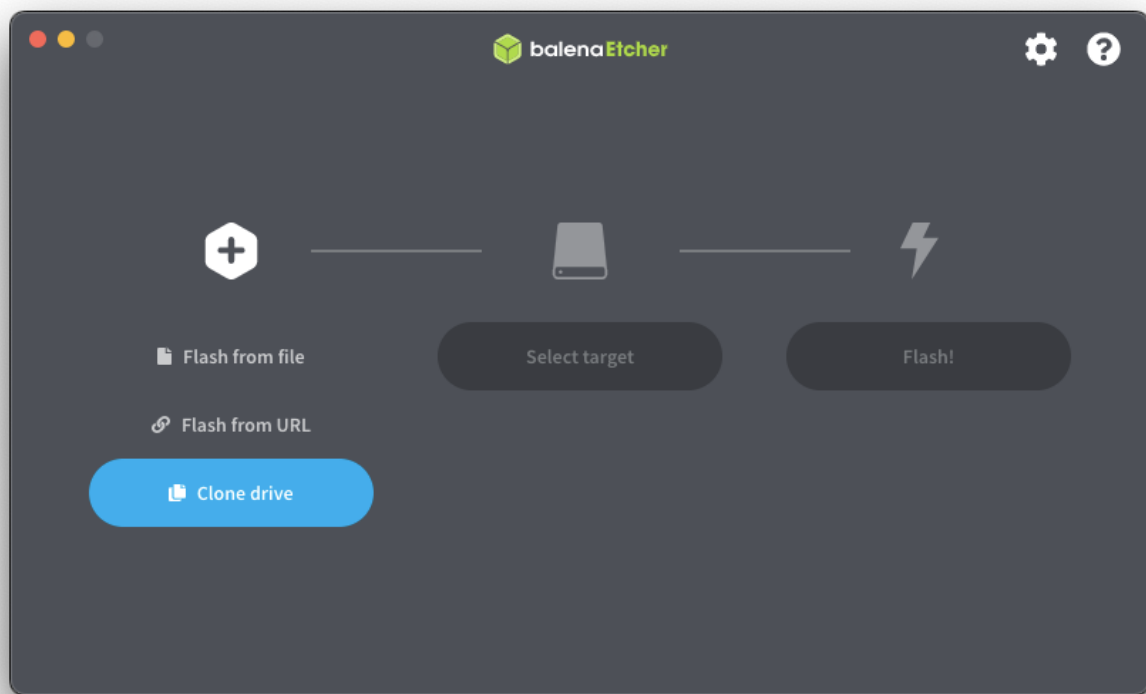 balenaEtcher
Flash from file
Select target
Flash!
Flash from URL
Clone drive